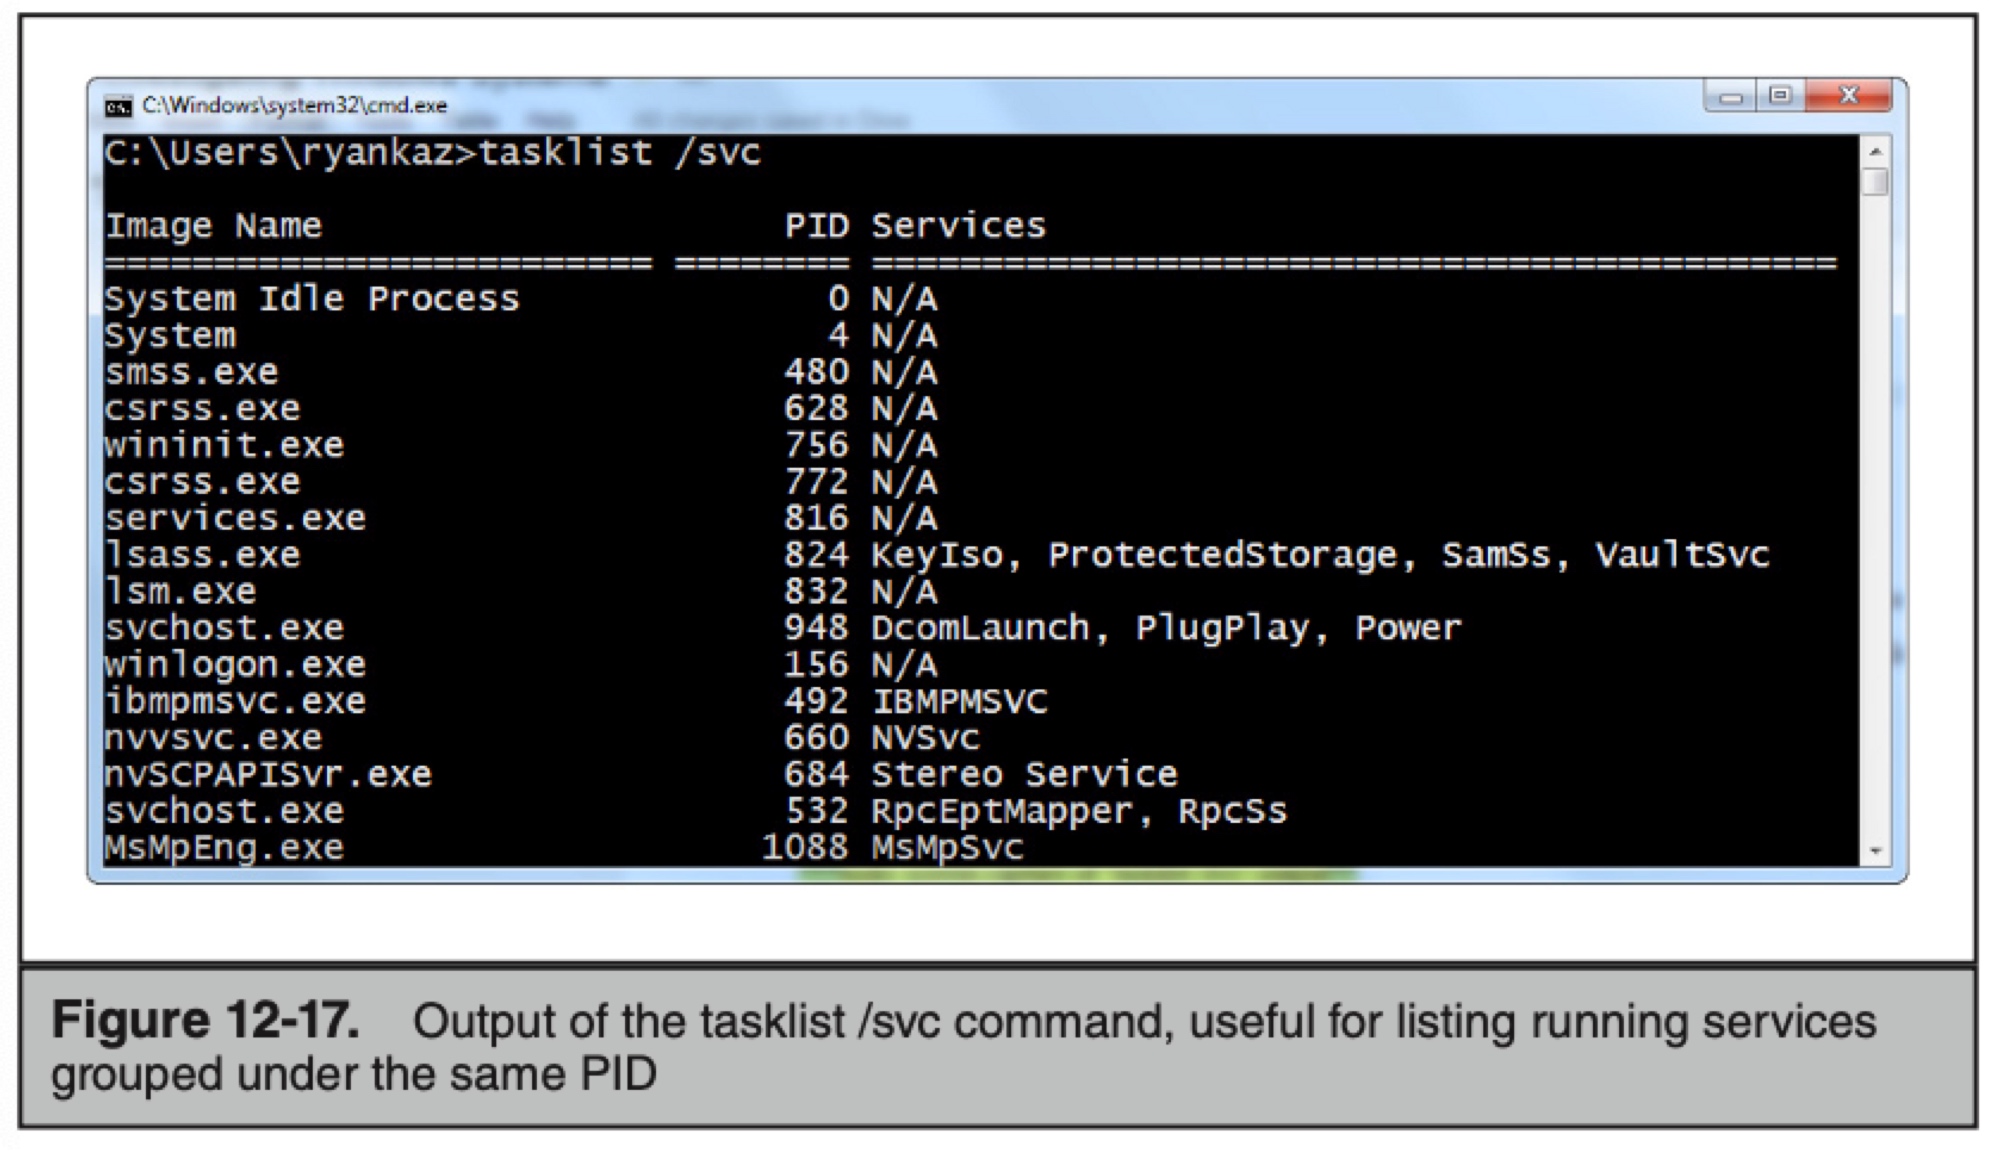 C:\Windows\system32\cmd.exe
C:\Users\ryankaz>tasklist /svc
Image Name                     PID Services
========================= ======== ============================================
System Idle Process              0 N/A
System                           4 N/A
smss.exe                       480 N/A
csrss.exe                      628 N/A
wininit.exe                    756 N/A
csrss.exe                      772 N/A
services.exe                   816 N/A
lsass.exe                      824 KeyIso, ProtectedStorage, SamSs, VaultSvc
lsm.exe                        832 N/A
svchost.exe                    948 DcomLaunch, PlugPlay, Power
winlogon.exe                   156 N/A
ibmpmsvc.exe                   492 IBMPMSVC
nvvsvc.exe                     660 NVSvc
nvSCPAPISvr.exe                684 Stereo Service
svchost.exe                    532 RpcEptMapper, RpcSs
MsMpEng.exe                   1088 MsMpSvc
Figure 12-17. Output of the tasklist /svc command, useful for listing running services
grouped under the same PID